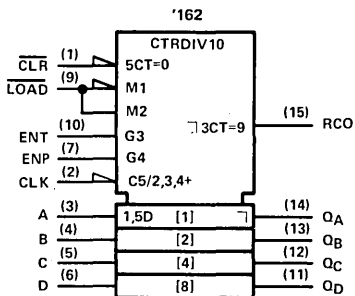 '162
CTRDIV10
CLR (1) 5CT=0
LOAD (9) M1
M2
ENT (10) G3 ┐3CT=9 (15) RCO
ENP (7) G4
CLK (2) C5/2,3,4+
A (3) 1,5D [1] ┐ (14) QA
B (4) [2] (13) QB
C (5) [4] (12) QC
D (6) [8] (11) QD